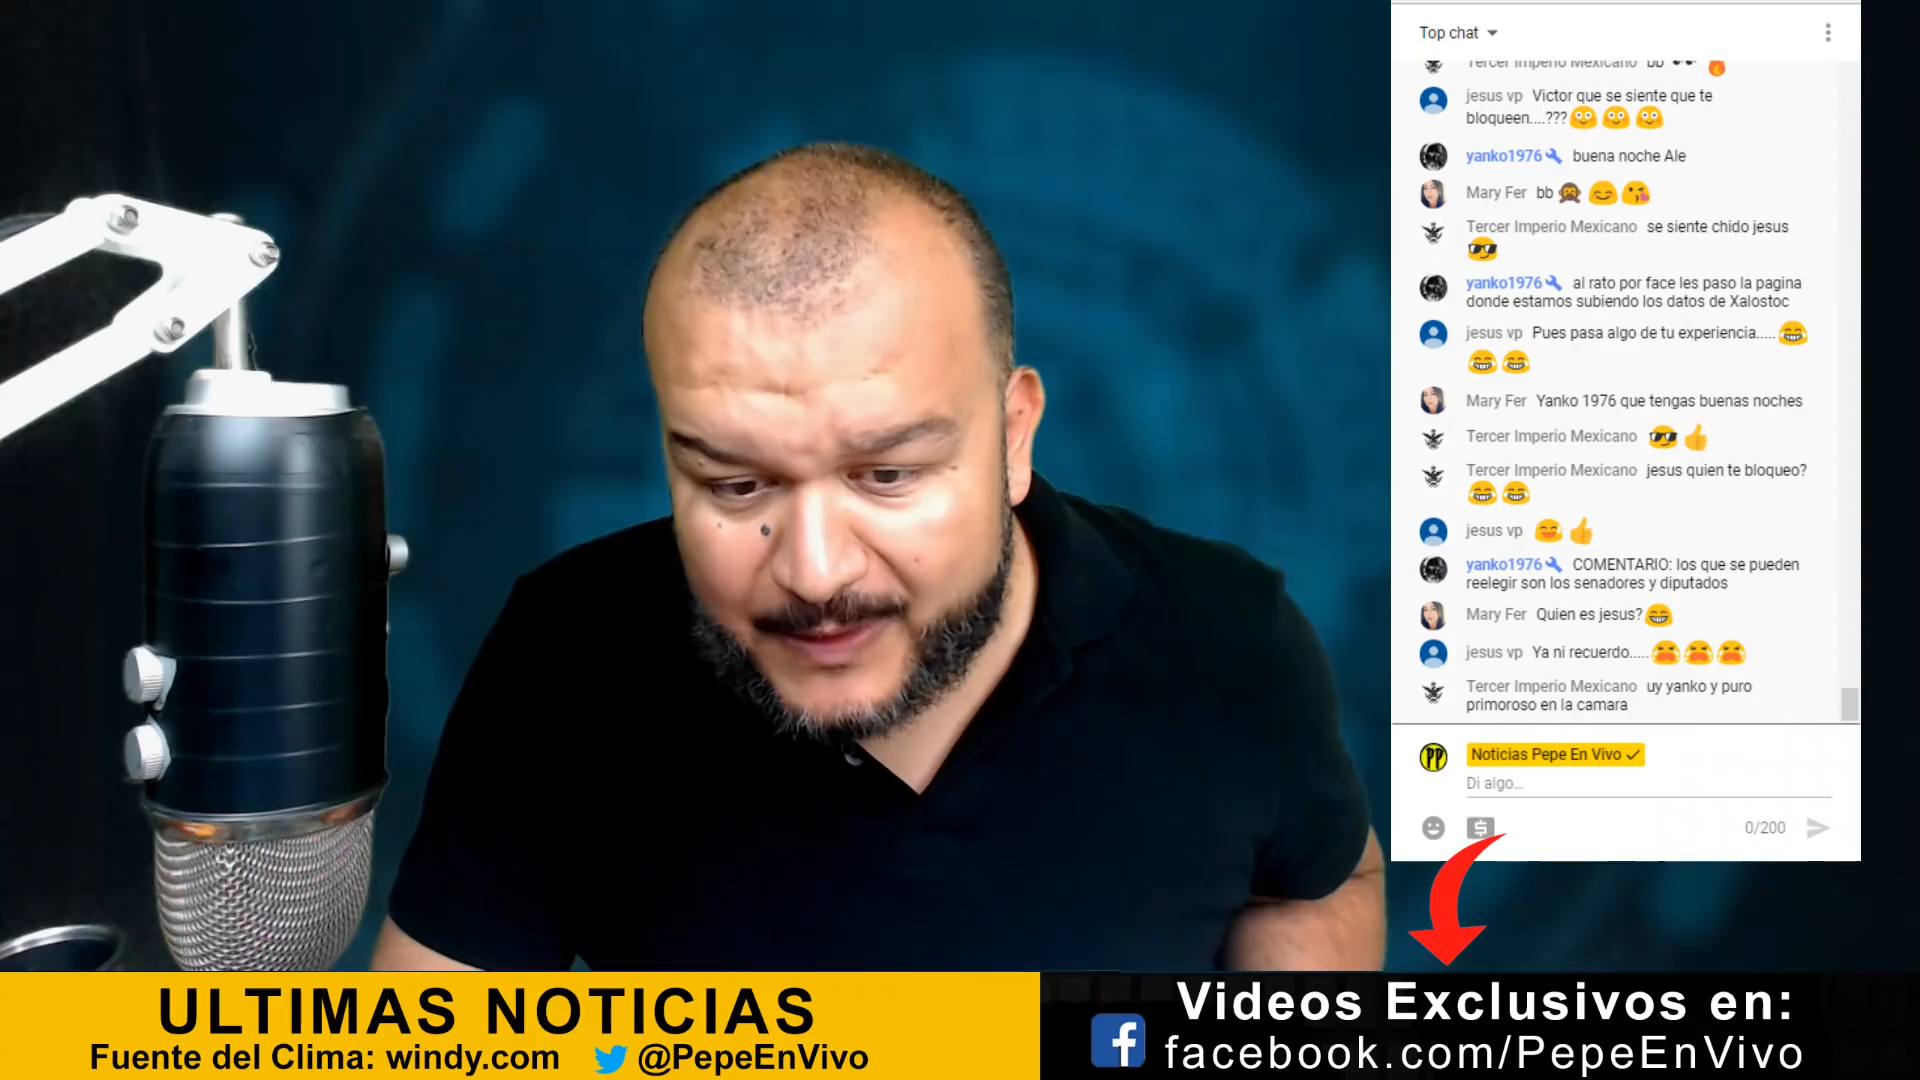 Top chat
Tercer Imperio Mexicano bb
jesus vp Victor que se siente que te
bloqueen....???
yanko1976 buena noche Ale
Mary Fer bb
Tercer Imperio Mexicano se siente chido jesus
yanko1976 al rato por face les paso la pagina
donde estamos subiendo los datos de Xalostoc
jesus vp Pues pasa algo de tu experiencia.....
Mary Fer Yanko 1976 que tengas buenas noches
Tercer Imperio Mexicano
Tercer Imperio Mexicano jesus quien te bloqueo?
jesus vp
yanko1976 COMENTARIO: los que se pueden
reelegir son los senadores y diputados
Mary Fer Quien es jesus?
jesus vp Ya ni recuerdo.....
Tercer Imperio Mexicano uy yanko y puro
primoroso en la camara
PP Noticias Pepe En Vivo
Di algo...
0/200
ULTIMAS NOTICIAS
Fuente del Clima: windy.com @PepeEnVivo
Videos Exclusivos en:
facebook.com/PepeEnVivo